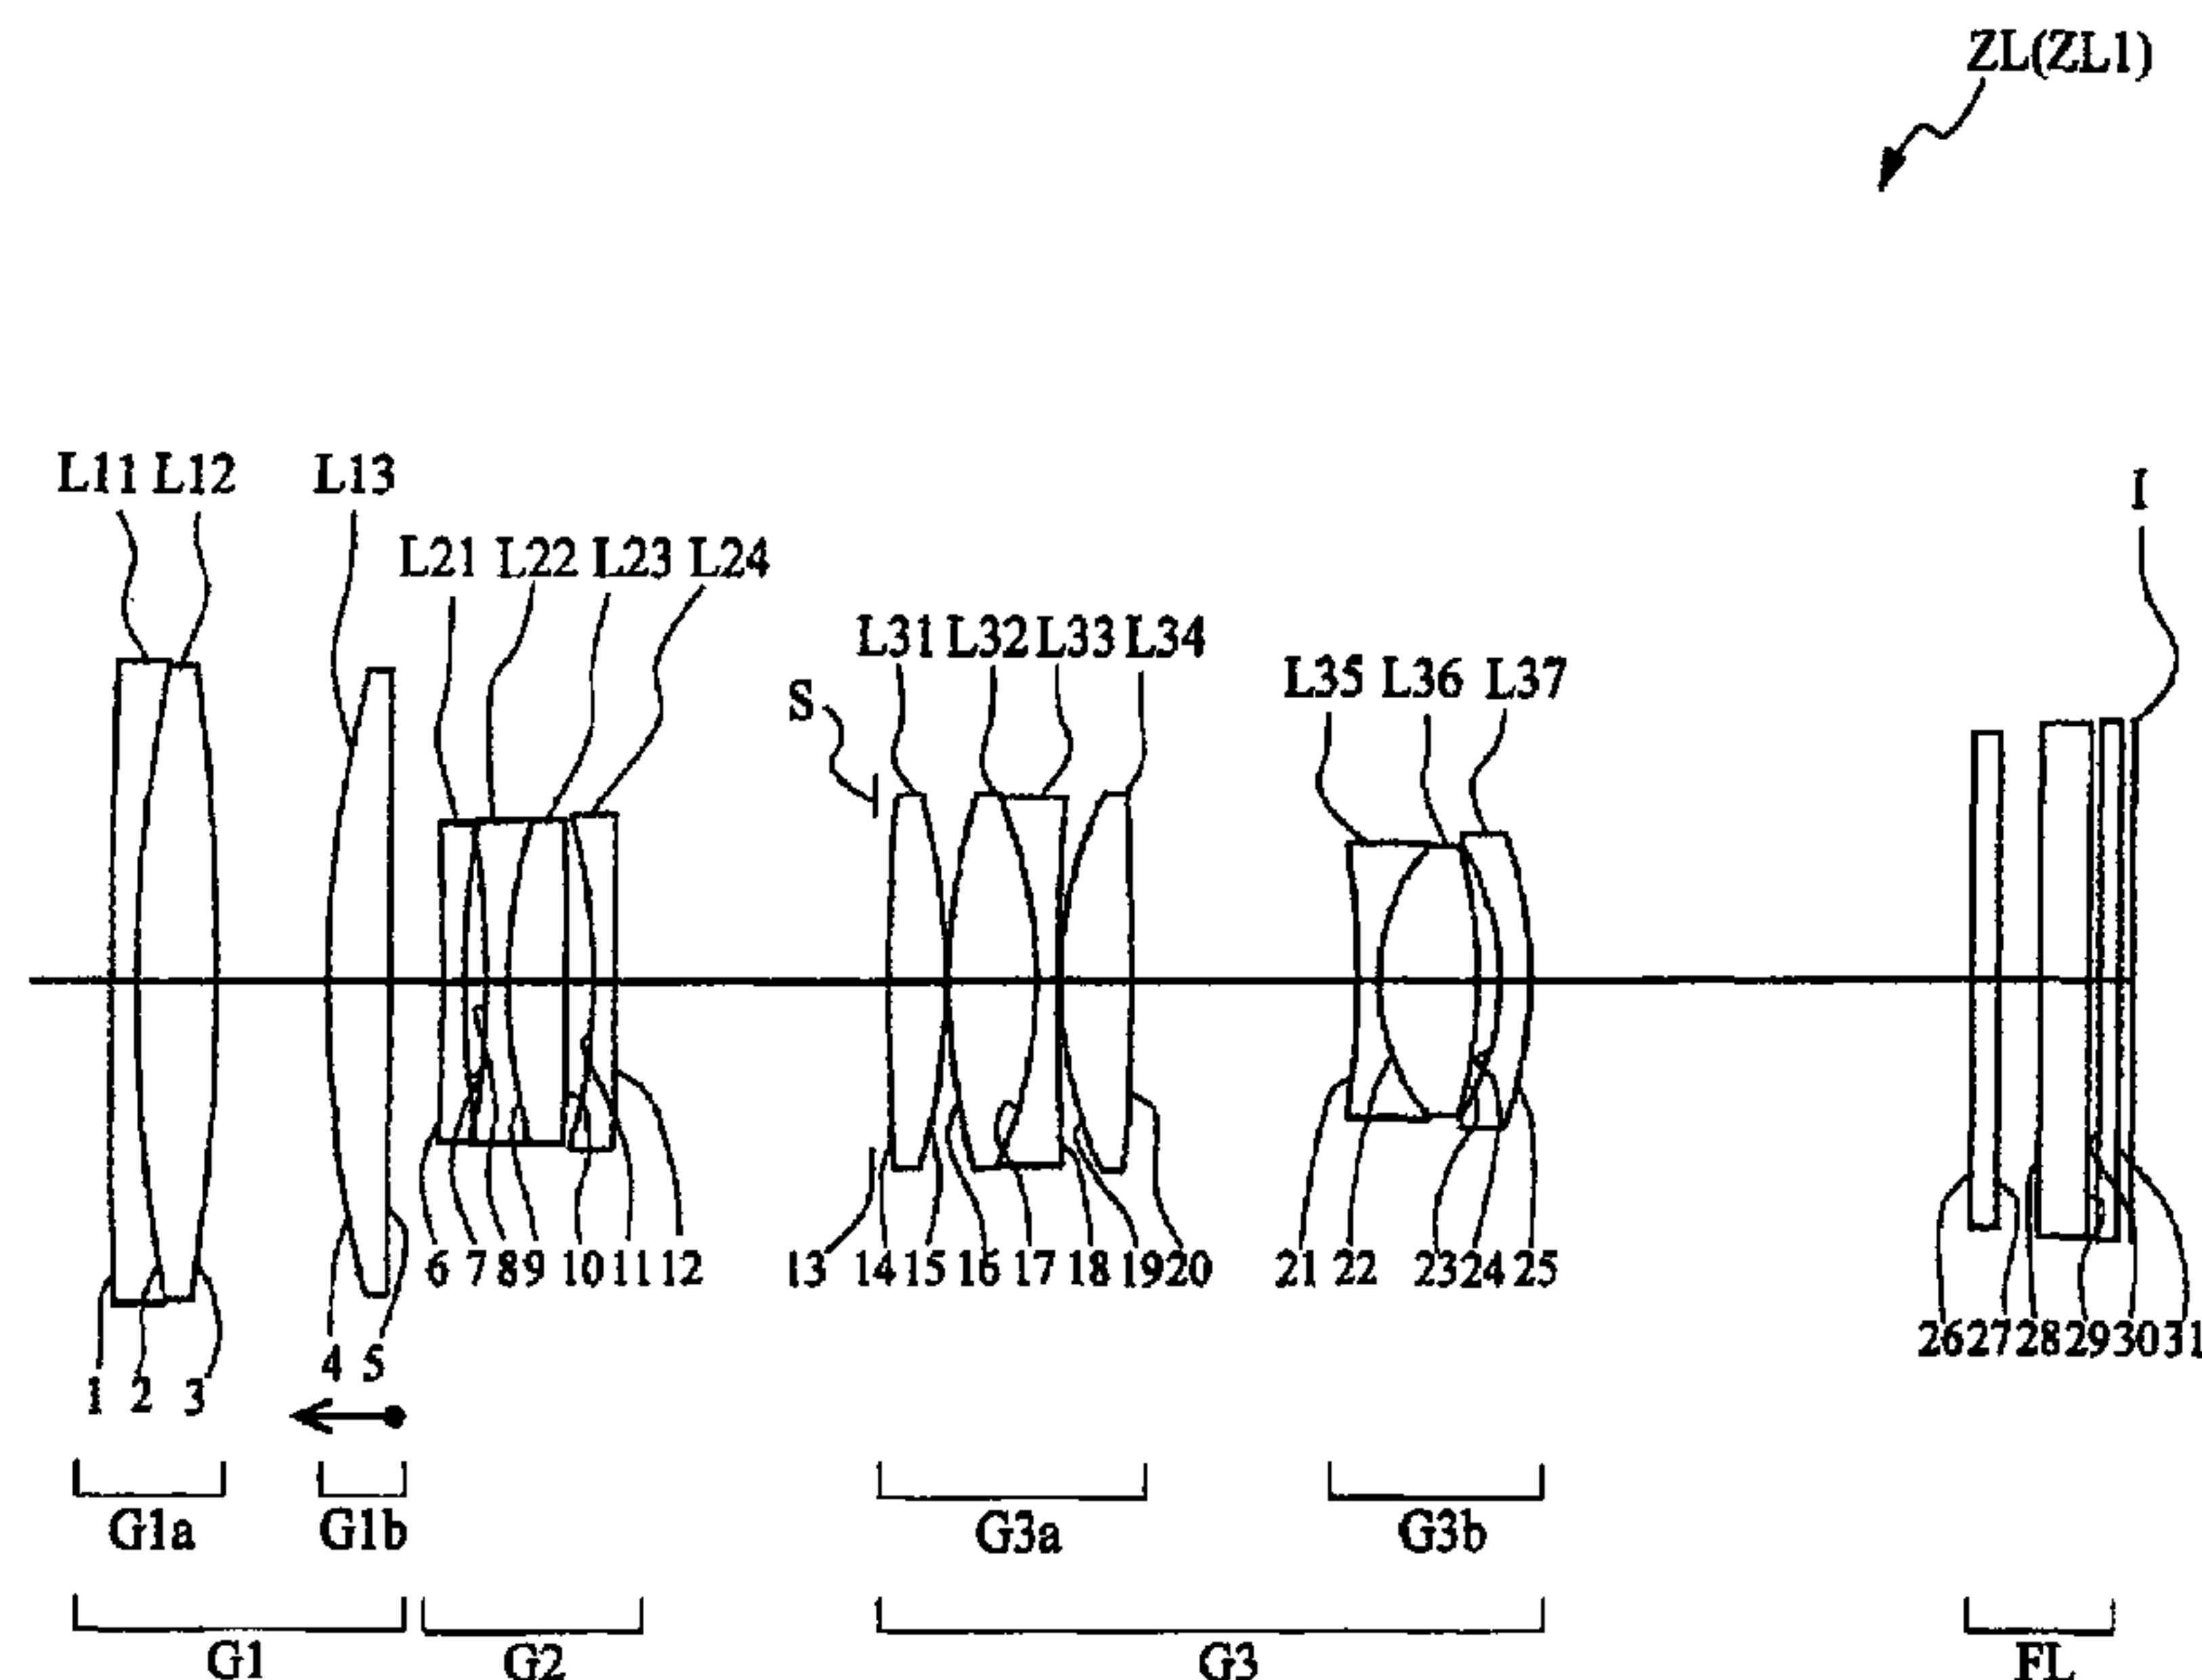 ZL(ZL1)
L11 L12 L13 I
L21 L22 L23 L24
L31 L32 L33 L34
L35 L36 L37
S
6 7 8 9 10 11 12 13 14 15 16 17 18 19 20 21 22 23 24 25
26 27 28 29 30 31
4 5
1 2 3
G1a G1b G3a G3b
G1 G2 G3 FL